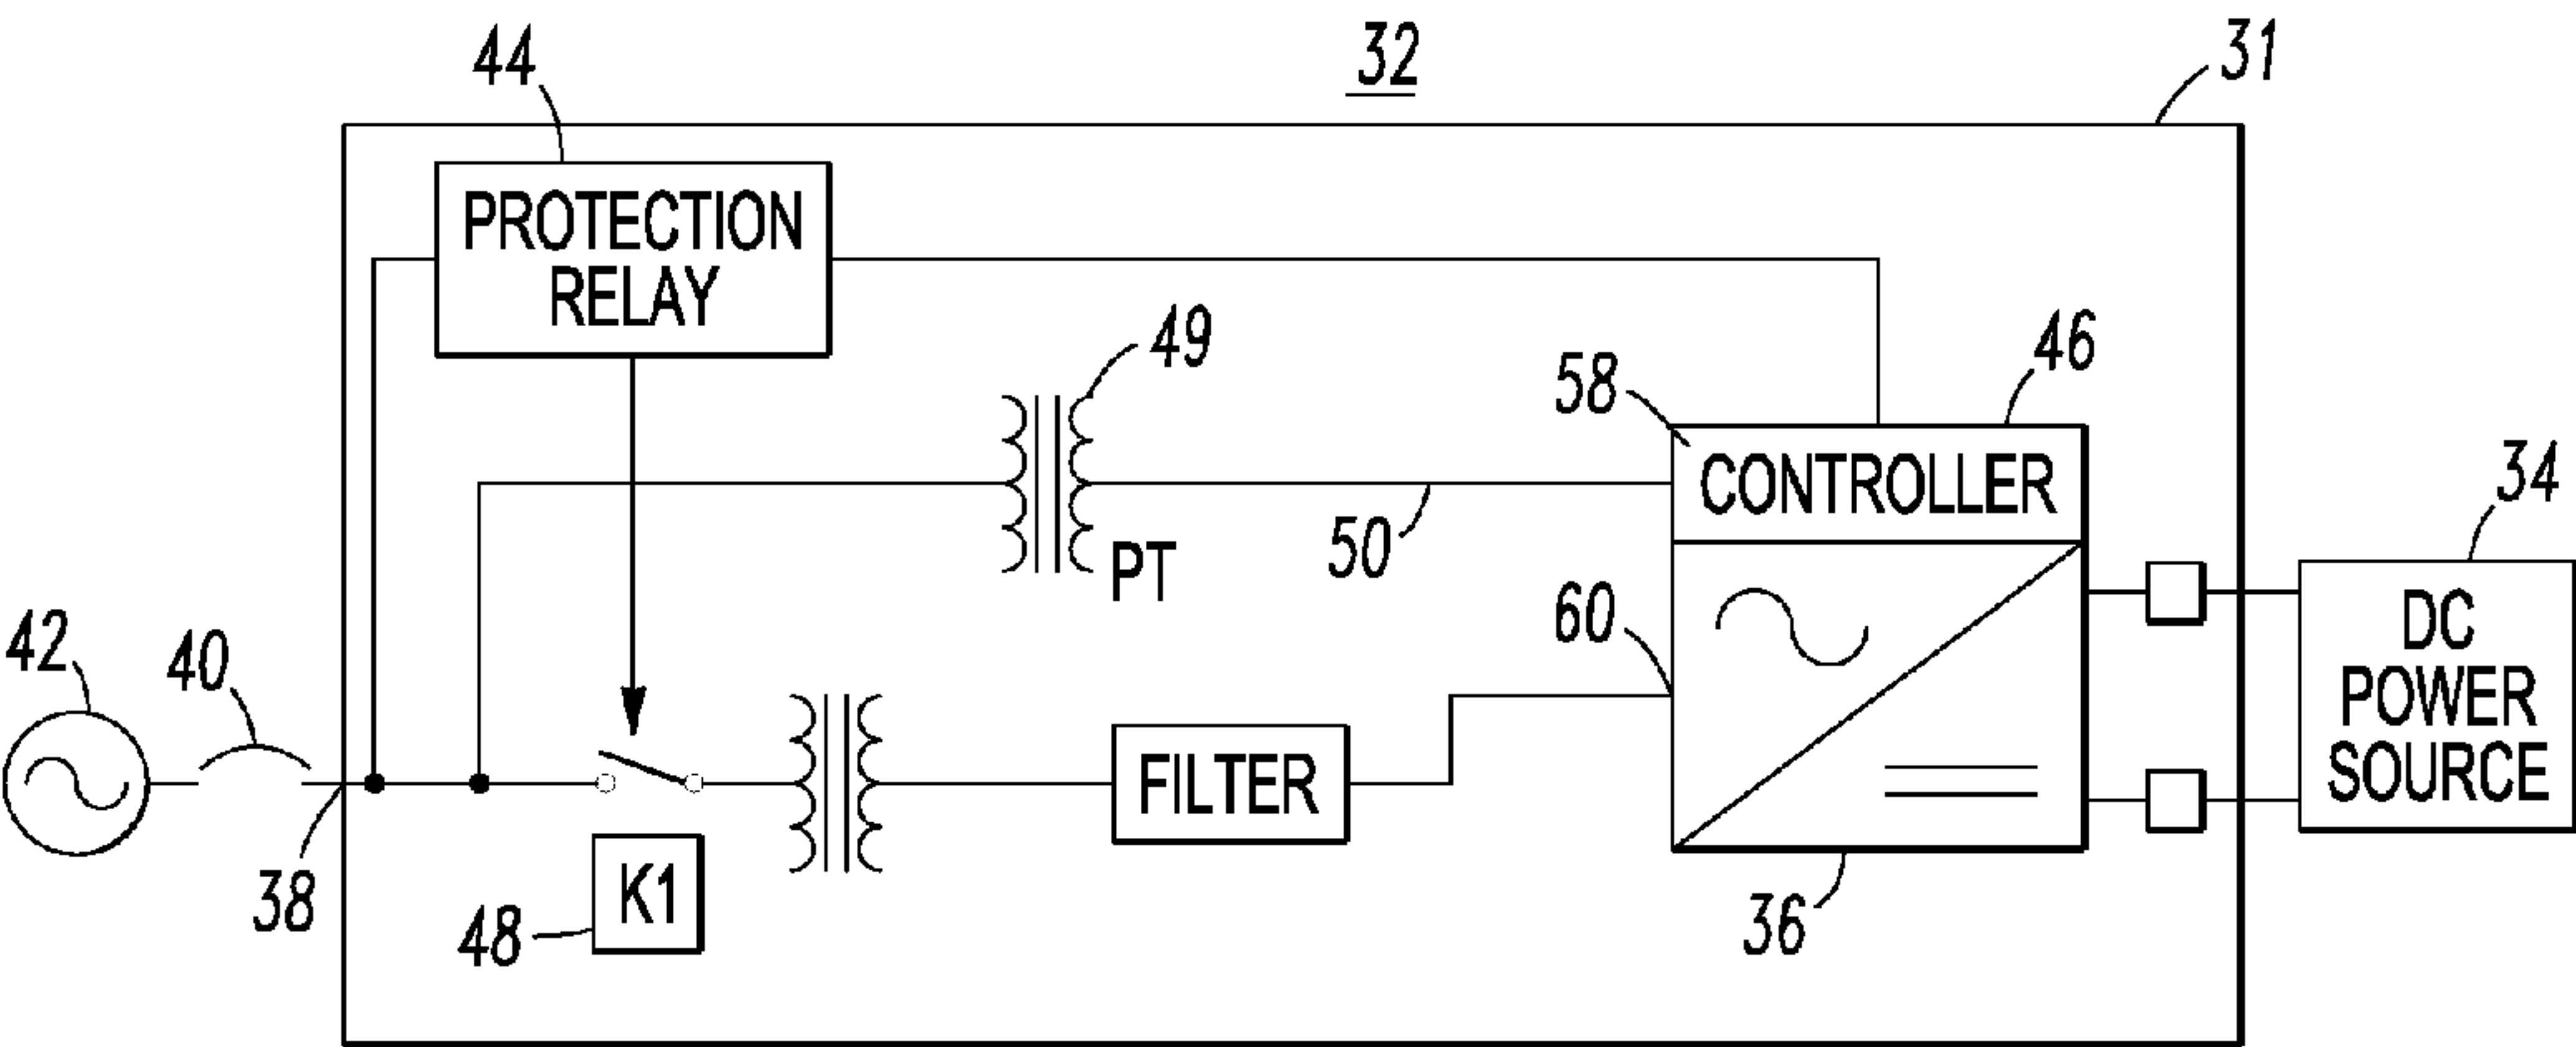 32
31
44
PROTECTION
RELAY
49
46
58
CONTROLLER
34
50
PT
60
42
40
DC
POWER
SOURCE
FILTER
38
K1
48
36